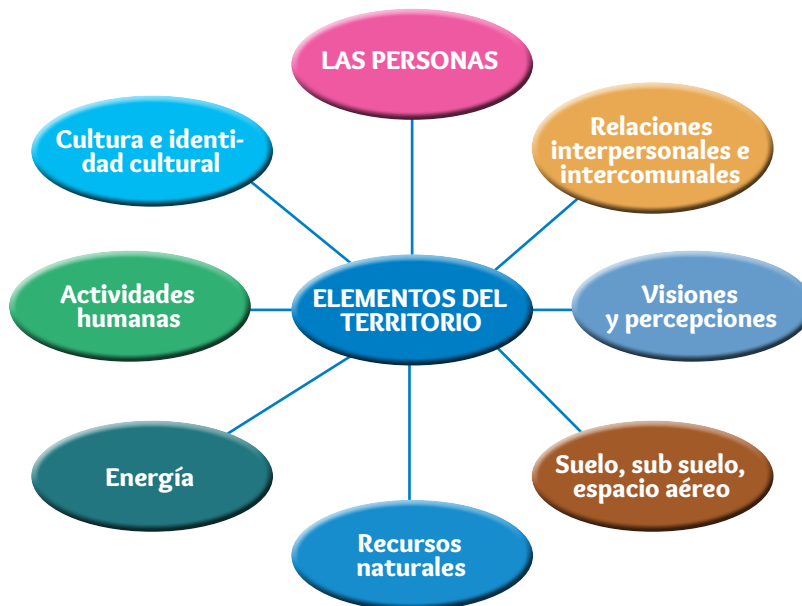 LAS PERSONAS
Cultura e identi-
dad cultural
Relaciones
interpersonales e
intercomunales
Actividades
humanas
ELEMENTOS DEL
TERRITORIO
Visiones
y percepciones
Energía
Suelo, sub suelo,
espacio aéreo
Recursos
naturales